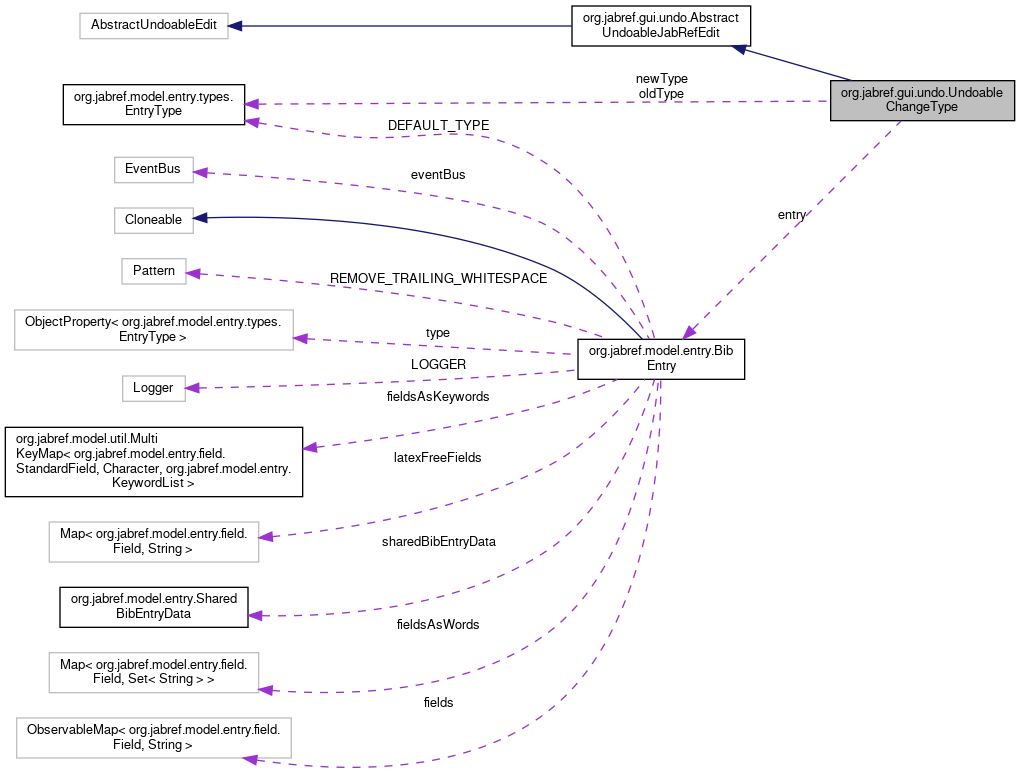 AbstractUndoableEdit
org.jabref.gui.undo.Abstract
UndoableJabRefEdit
org.jabref.gui.undo.Undoable
ChangeType
newType
oldType
org.jabref.model.entry.types.
EntryType
DEFAULT_TYPE
EventBus
eventBus
Cloneable
entry
Pattern
REMOVE_TRAILING_WHITESPACE
ObjectProperty< org.jabref.model.entry.types.
EntryType >
type
org.jabref.model.entry.Bib
Entry
Logger
LOGGER
fieldsAsKeywords
org.jabref.model.util.Multi
KeyMap< org.jabref.model.entry.field.
StandardField, Character, org.jabref.model.entry.
KeywordList >
latexFreeFields
Map< org.jabref.model.entry.field.
Field, String >
sharedBibEntryData
org.jabref.model.entry.Shared
BibEntryData
fieldsAsWords
Map< org.jabref.model.entry.field.
Field, Set< String > >
fields
ObservableMap< org.jabref.model.entry.field.
Field, String >